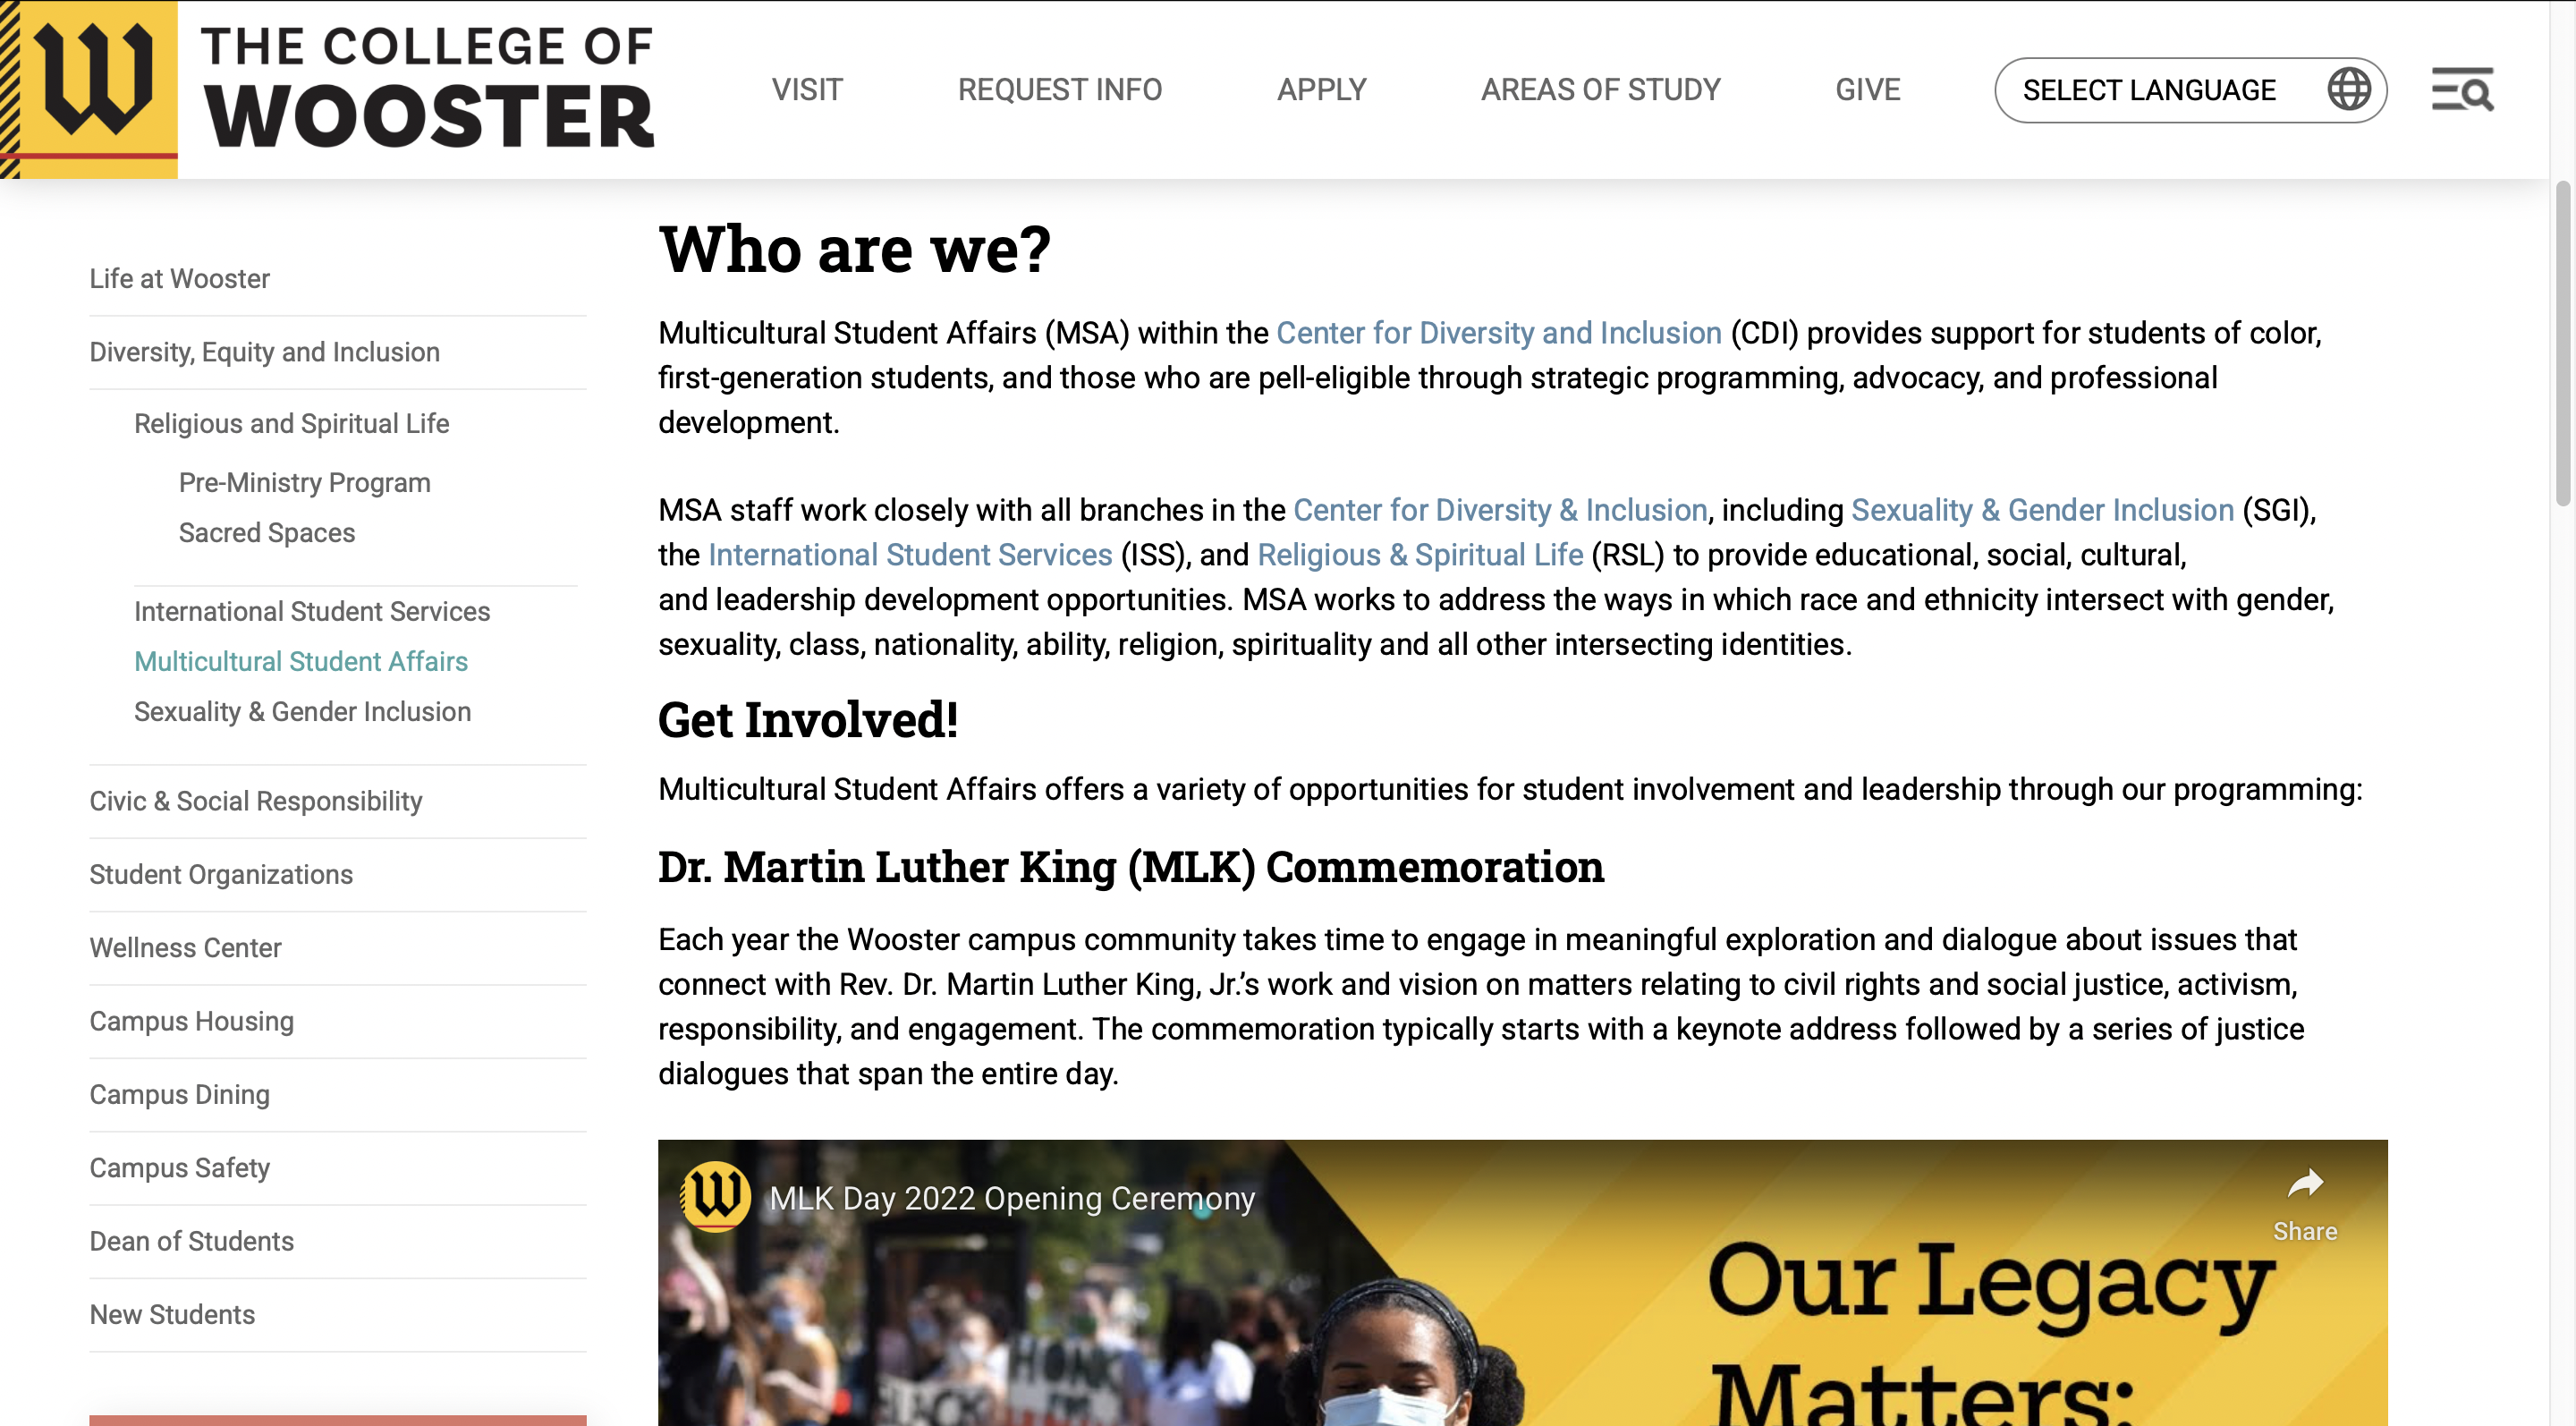 W
THE COLLEGE OF
WOOSTER
VISIT
REQUEST INFO
APPLY
AREAS OF STUDY
GIVE
SELECT LANGUAGE
Life at Wooster
Diversity, Equity and Inclusion
Religious and Spiritual Life
Pre-Ministry Program
Sacred Spaces
International Student Services
Multicultural Student Affairs
Sexuality & Gender Inclusion
Civic & Social Responsibility
Student Organizations
Wellness Center
Campus Housing
Campus Dining
Campus Safety
Dean of Students
New Students
Who are we?
Multicultural Student Affairs (MSA) within the Center for Diversity and Inclusion (CDI) provides support for students of color,
first-generation students, and those who are pell-eligible through strategic programming, advocacy, and professional
development.
MSA staff work closely with all branches in the Center for Diversity & Inclusion, including Sexuality & Gender Inclusion (SGI),
the International Student Services (ISS), and Religious & Spiritual Life (RSL) to provide educational, social, cultural,
and leadership development opportunities. MSA works to address the ways in which race and ethnicity intersect with gender,
sexuality, class, nationality, ability, religion, spirituality and all other intersecting identities.
Get Involved!
Multicultural Student Affairs offers a variety of opportunities for student involvement and leadership through our programming:
Dr. Martin Luther King (MLK) Commemoration
Each year the Wooster campus community takes time to engage in meaningful exploration and dialogue about issues that
connect with Rev. Dr. Martin Luther King, Jr.’s work and vision on matters relating to civil rights and social justice, activism,
responsibility, and engagement. The commemoration typically starts with a keynote address followed by a series of justice
dialogues that span the entire day.
W
MLK Day 2022 Opening Ceremony
Share
Our Legacy
Matters: